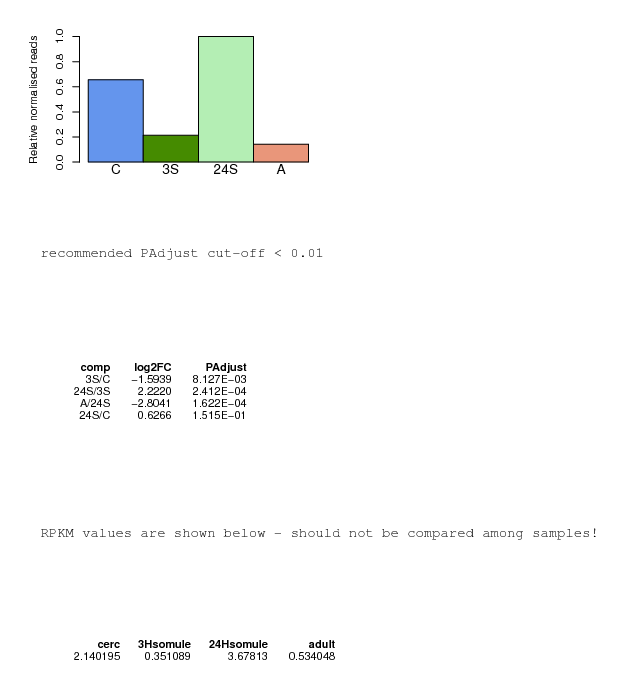 Relative normalised reads
1.0
0.8
0.6
0.4
0.2
0.0
C 3S 24S A
recommended PAdjust cut-off < 0.01
comp log2FC PAdjust
3S/C −1.5939 8.127E−03
24S/3S 2.2220 2.412E−04
A/24S −2.8041 1.622E−04
24S/C 0.6266 1.515E−01
RPKM values are shown below - should not be compared among samples!
cerc 3Hsomule 24Hsomule adult
2.140195 0.351089 3.67813 0.534048